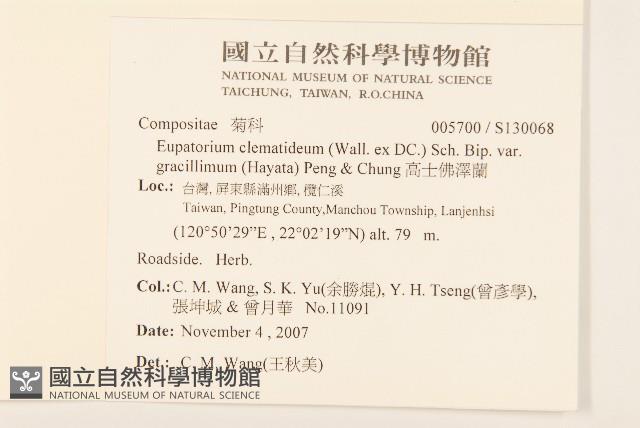 國立自然科學博物館
NATIONAL MUSEUM OF NATURAL SCIENCE
TAICHUNG, TAIWAN, R.O.CHINA
Compositae 菊科 005700 / S130068
Eupatorium clematideum (Wall. ex DC.) Sch. Bip. var.
gracillimum (Hayata) Peng & Chung 高士佛澤蘭
Loc.: 台灣, 屏東縣滿州鄉, 欖仁溪
Taiwan, Pingtung County,Manchou Township, Lanjenhsi
(120°50'29"E , 22°02'19"N) alt. 79 m.
Roadside. Herb.
Col.: C. M. Wang, S. K. Yu(余勝焜), Y. H. Tseng(曾彥學),
張坤城 & 曾月華 No.11091
Date: November 4 , 2007
Det.: C. M. Wang(王秋美)
國立自然科學博物館
NATIONAL MUSEUM OF NATURAL SCIENCE